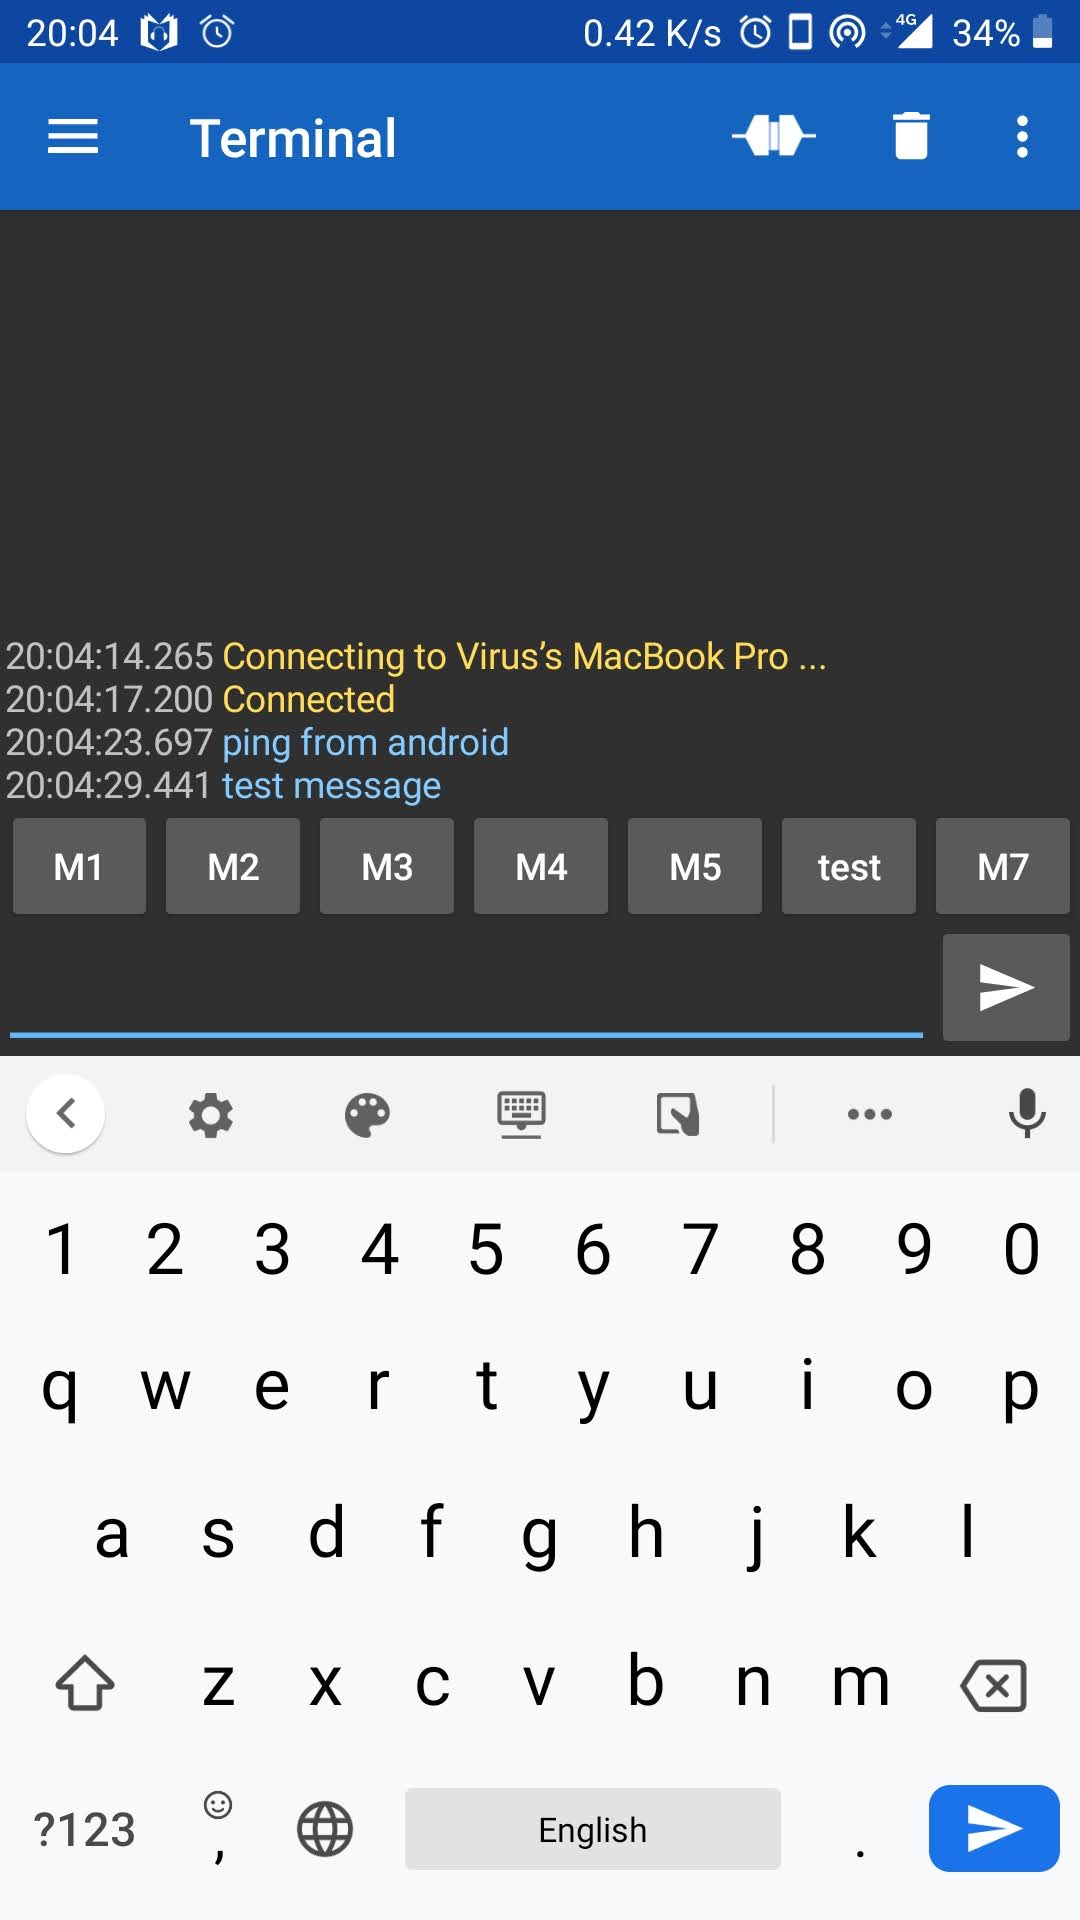 20:04 0.42 K/s 4G 34%
Terminal
20:04:14.265 Connecting to Virus’s MacBook Pro ...
20:04:17.200 Connected
20:04:23.697 ping from android
20:04:29.441 test message
M1 M2 M3 M4 M5 test M7
1 2 3 4 5 6 7 8 9 0
q w e r t y u i o p
a s d f g h j k l
z x c v b n m
?123 , English .